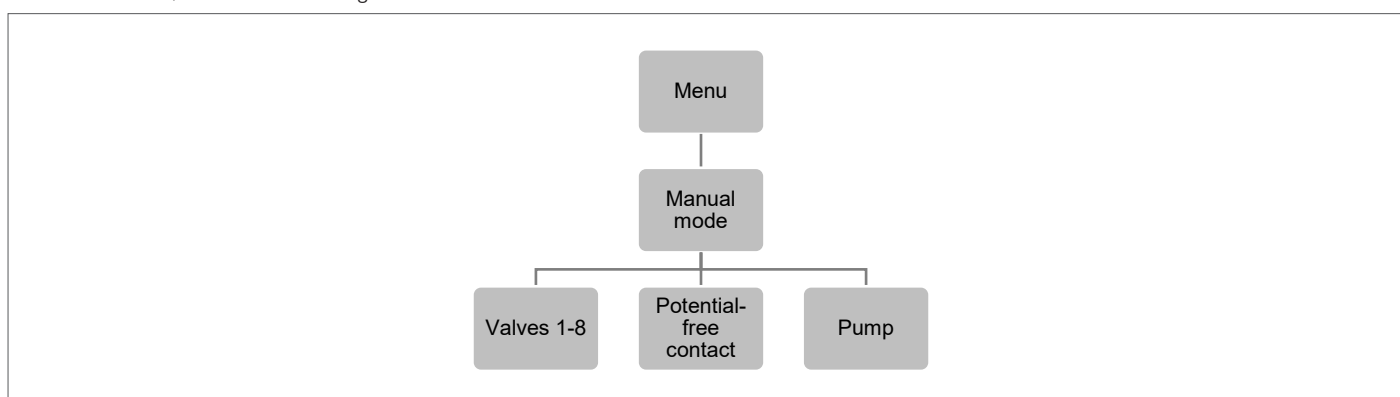 Menu
Manual
mode
Valves 1-8
Potential-
free
contact
Pump